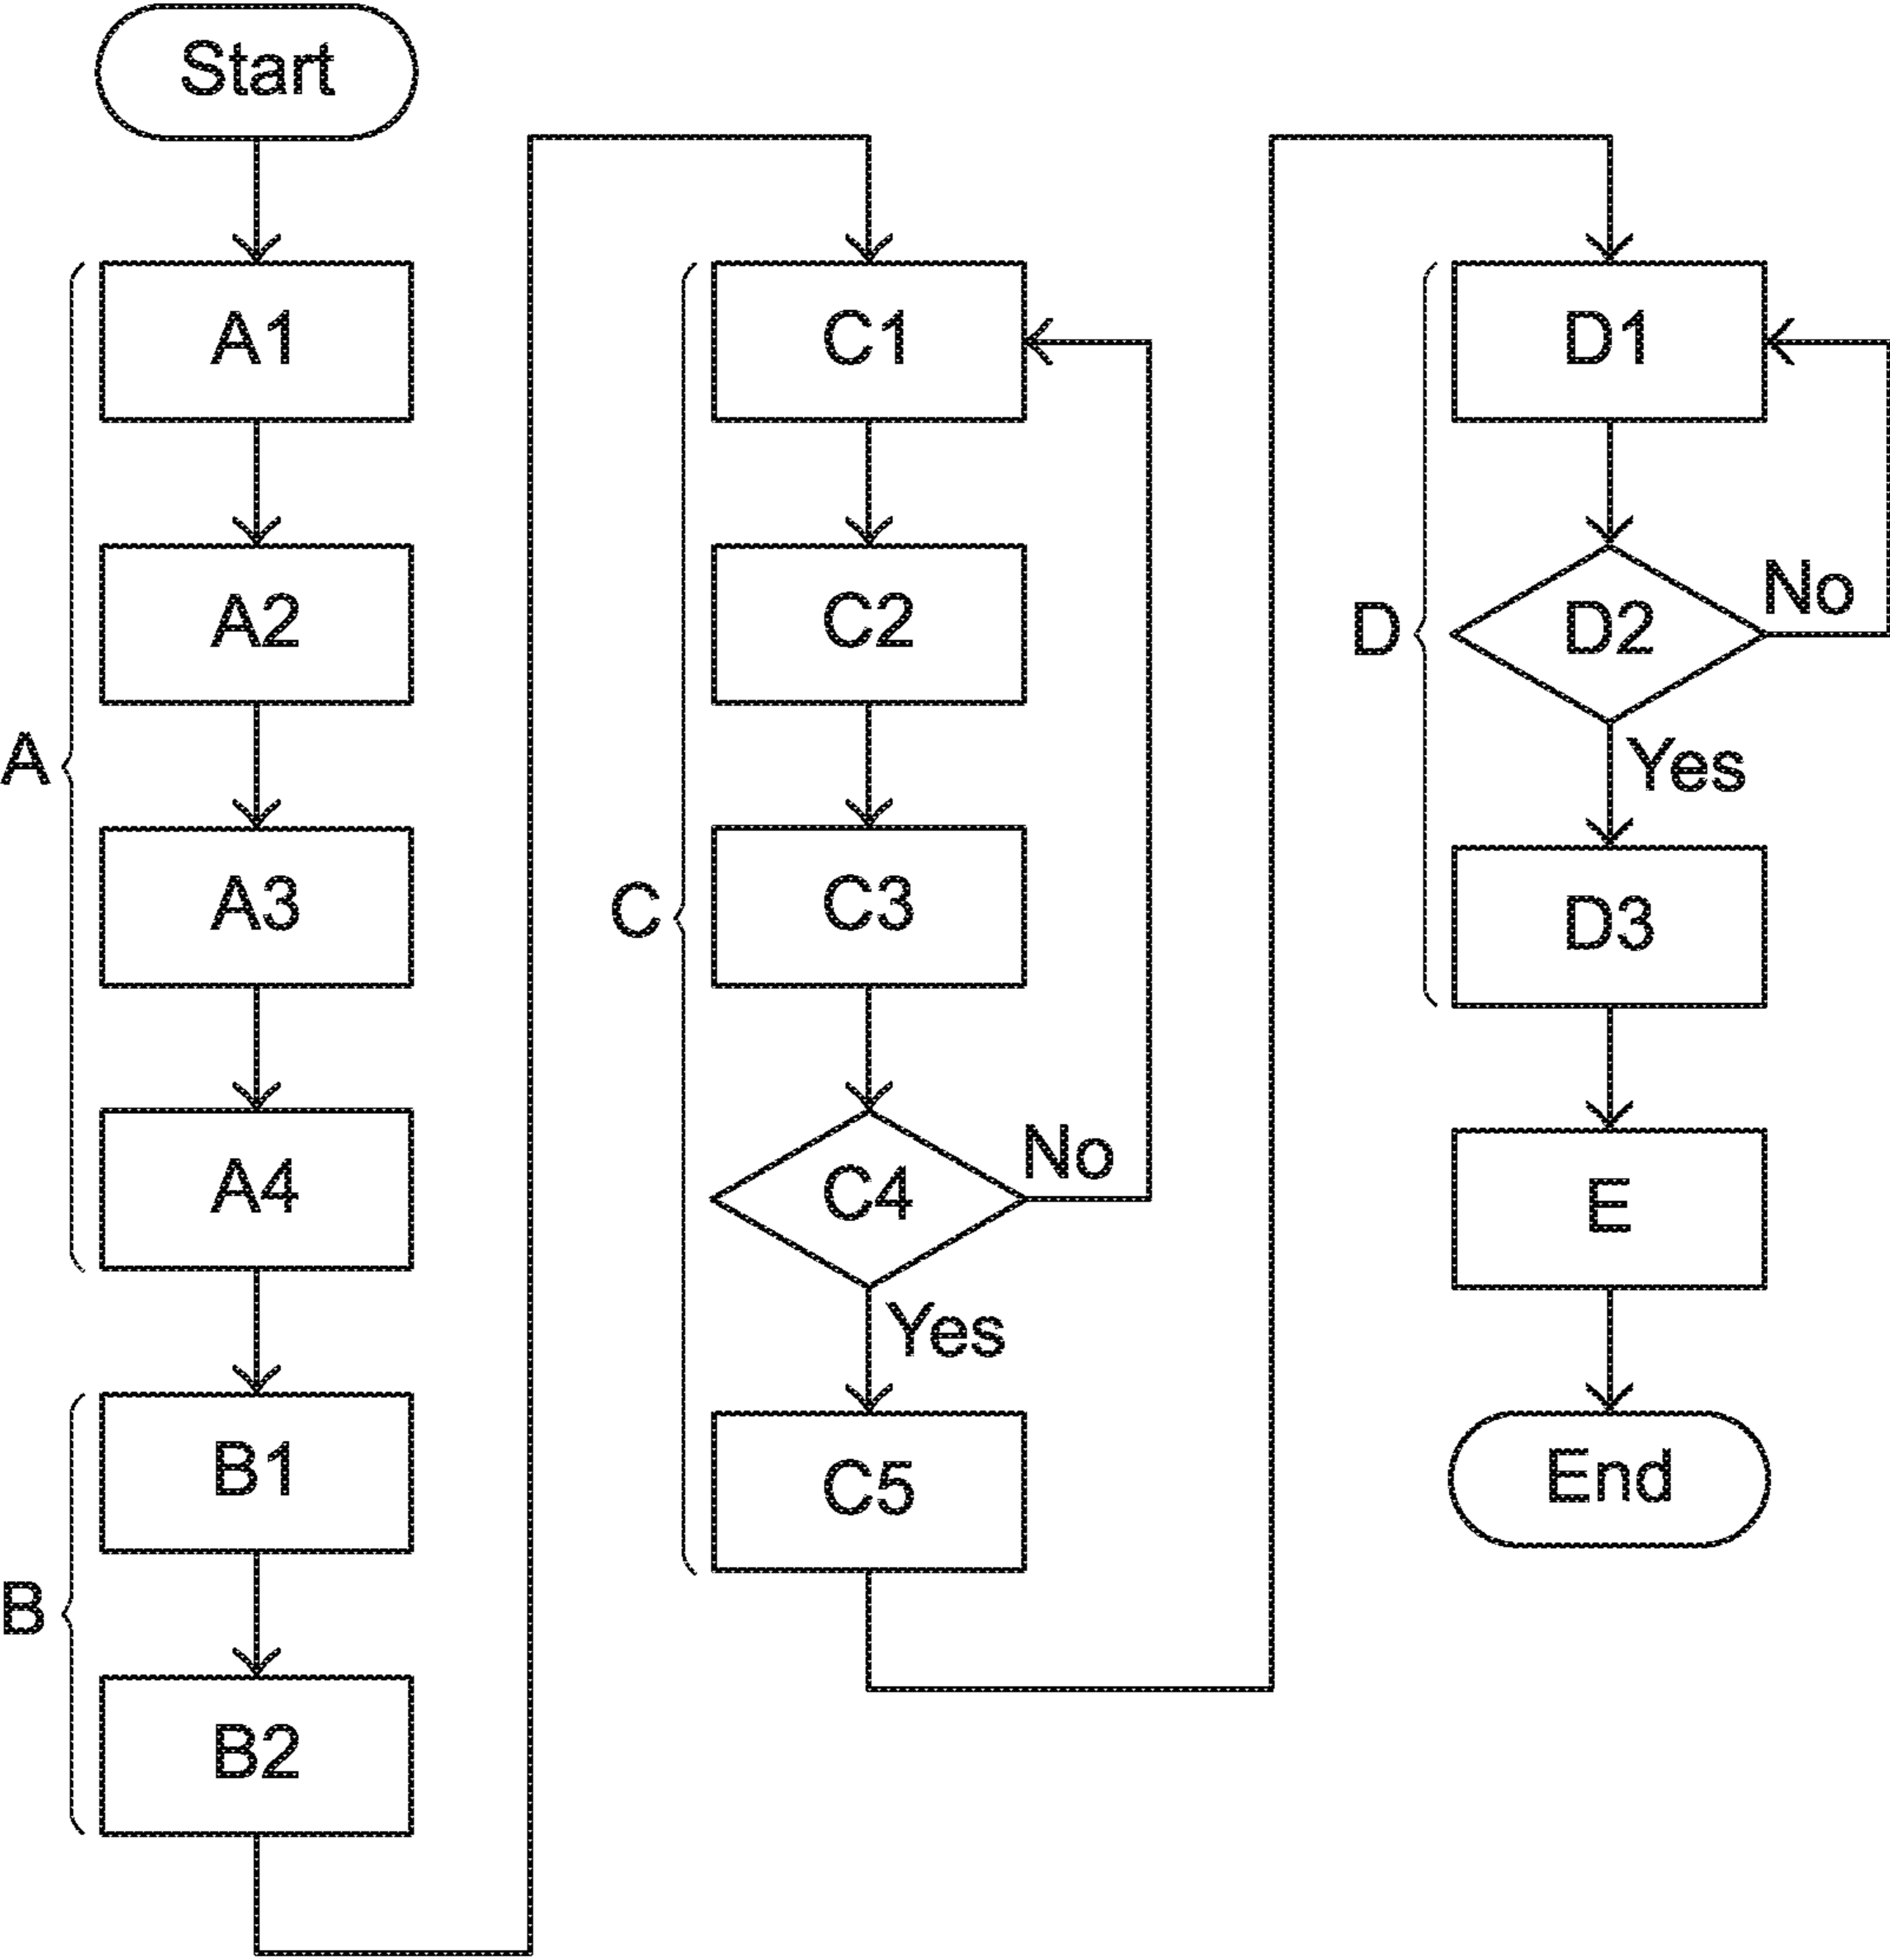 Start
A
A1
A2
A3
A4
B
B1
B2
C
C1
C2
C3
C4
No
Yes
C5
D
D1
D2
No
Yes
D3
E
End